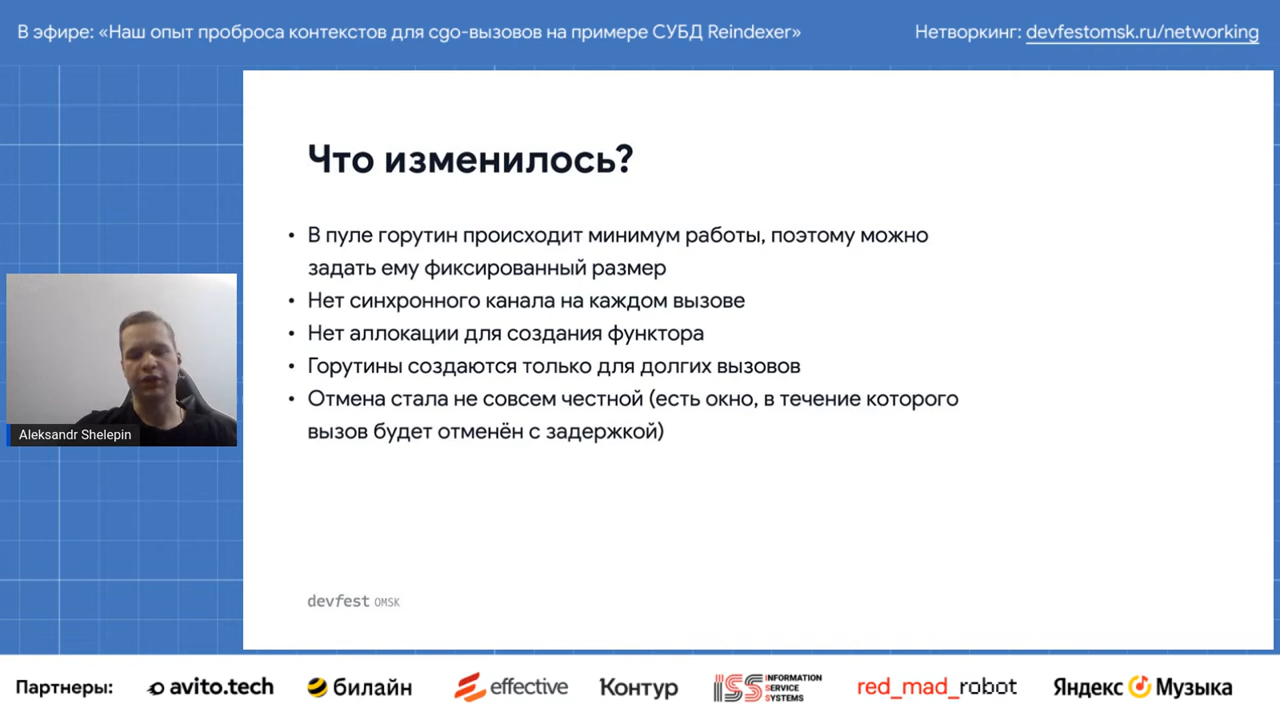 В эфире: «Наш опыт проброса контекстов для cgo-вызовов на примере СУБД Reindexer»
Нетворкинг: devfestomsk.ru/networking
Что изменилось?
• В пуле горутин происходит минимум работы, поэтому можно
задать ему фиксированный размер
• Нет синхронного канала на каждом вызове
• Нет аллокации для создания функтора
• Горутины создаются только для долгих вызовов
• Отмена стала не совсем честной (есть окно, в течение которого
вызов будет отменён с задержкой)
Aleksandr Shelepin
devfest OMSK
Партнеры:
avito.tech
билайн
effective
Контур
ISS INFORMATION
SERVICE
SYSTEMS
red_mad_robot
Яндекс Музыка